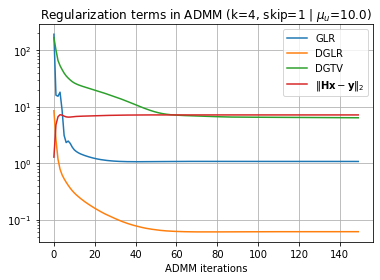 Regularization terms in ADMM (k=4, skip=1 | μ_u=10.0)
GLR
DGLR
DGTV
‖Hx − y‖₂
10²
10¹
10⁰
10⁻¹
0 20 40 60 80 100 120 140
ADMM iterations